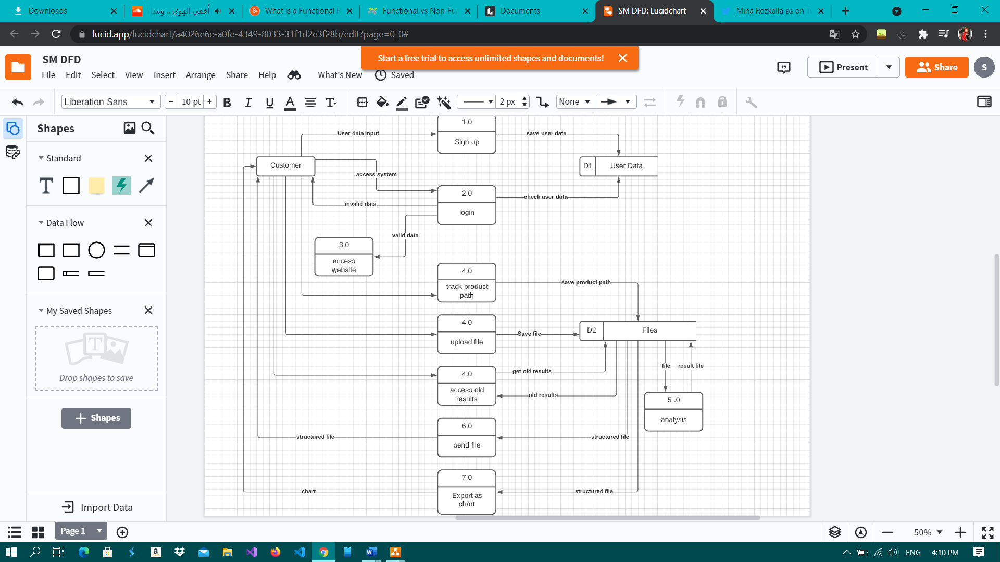 Downloads
أُخفي الهوى .. ومدا
What is a Functional R
Functional vs Non-Fun
Documents
SM DFD: Lucidchart
Mina Rezkalla EG on Tw
lucid.app/lucidchart/a4026e6c-a0fe-4349-8033-31f1d2e3f28b/edit?page=0_0#
SM DFD
Start a free trial to access unlimited shapes and documents!
File Edit Select View Insert Arrange Share Help What's New Saved
Present
Share
S
Liberation Sans
10 pt
B I U A
2 px
None
Shapes
Standard
Data Flow
My Saved Shapes
Drop shapes to save
Shapes
Import Data
1.0
Sign up
User data input
save user data
Customer
D1
User Data
access system
2.0
login
check user data
invalid data
valid data
3.0
access
website
4.0
track product
path
save product path
4.0
upload file
Save file
D2
Files
4.0
access old
results
get old results
old results
file
result file
5 .0
analysis
6.0
send file
structured file
structured file
7.0
Export as
chart
chart
structured file
Page 1
50%
ENG
4:10 PM